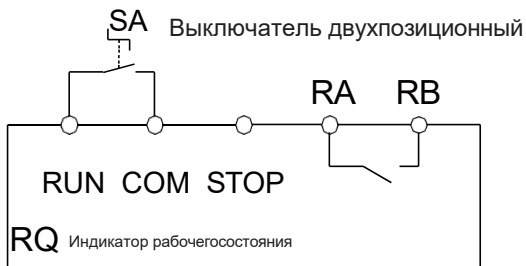 SA Выключатель двухпозиционный
RA RB
RUN COM STOP
RQ Индикатор рабочегосостояния